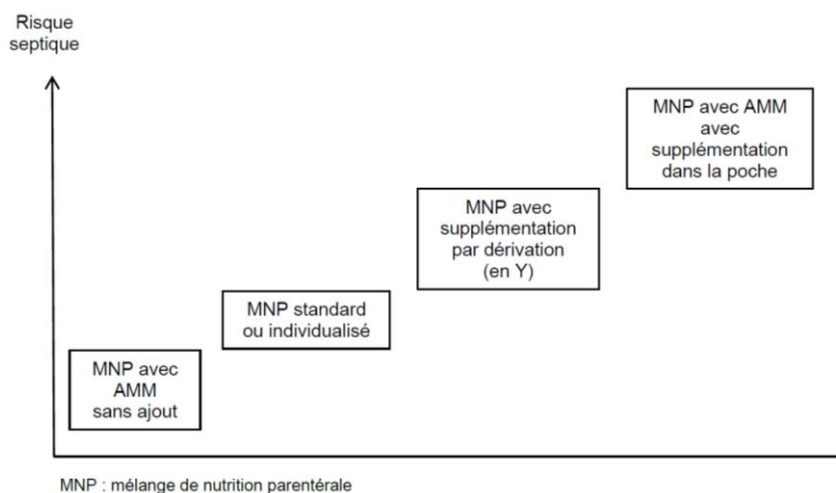 Risque
septique
MNP avec AMM
avec
supplémentation
dans la poche
MNP avec
supplémentation
par dérivation
(en Y)
MNP standard
ou individualisé
MNP avec
AMM
sans ajout
MNP : mélange de nutrition parentérale